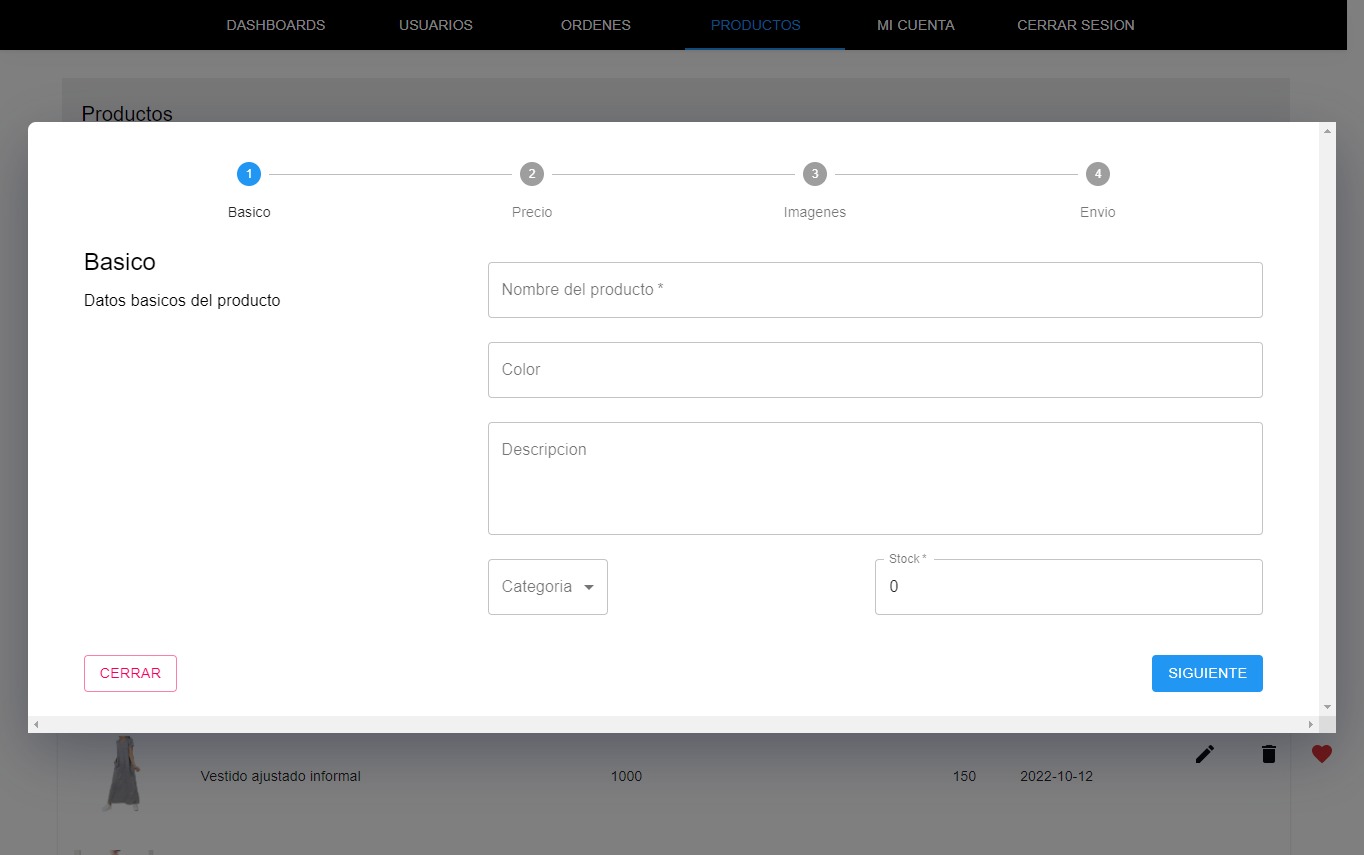 DASHBOARDS USUARIOS ORDENES PRODUCTOS MI CUENTA CERRAR SESION
Productos
1 2 3 4
Basico Precio Imagenes Envio
Basico
Datos basicos del producto
Nombre del producto *
Color
Descripcion
Categoria
Stock *
0
CERRAR SIGUIENTE
Vestido ajustado informal 1000 150 2022-10-12